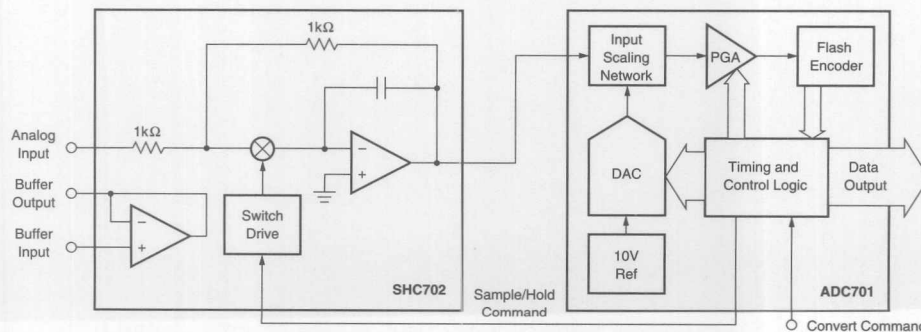 1kΩ
1kΩ
Analog
Input
Buffer
Output
Buffer
Input
−
+
−
+
Switch
Drive
SHC702
Sample/Hold
Command
Input
Scaling
Network
PGA
Flash
Encoder
DAC
Timing and
Control Logic
Data
Output
10V
Ref
ADC701
Convert Command